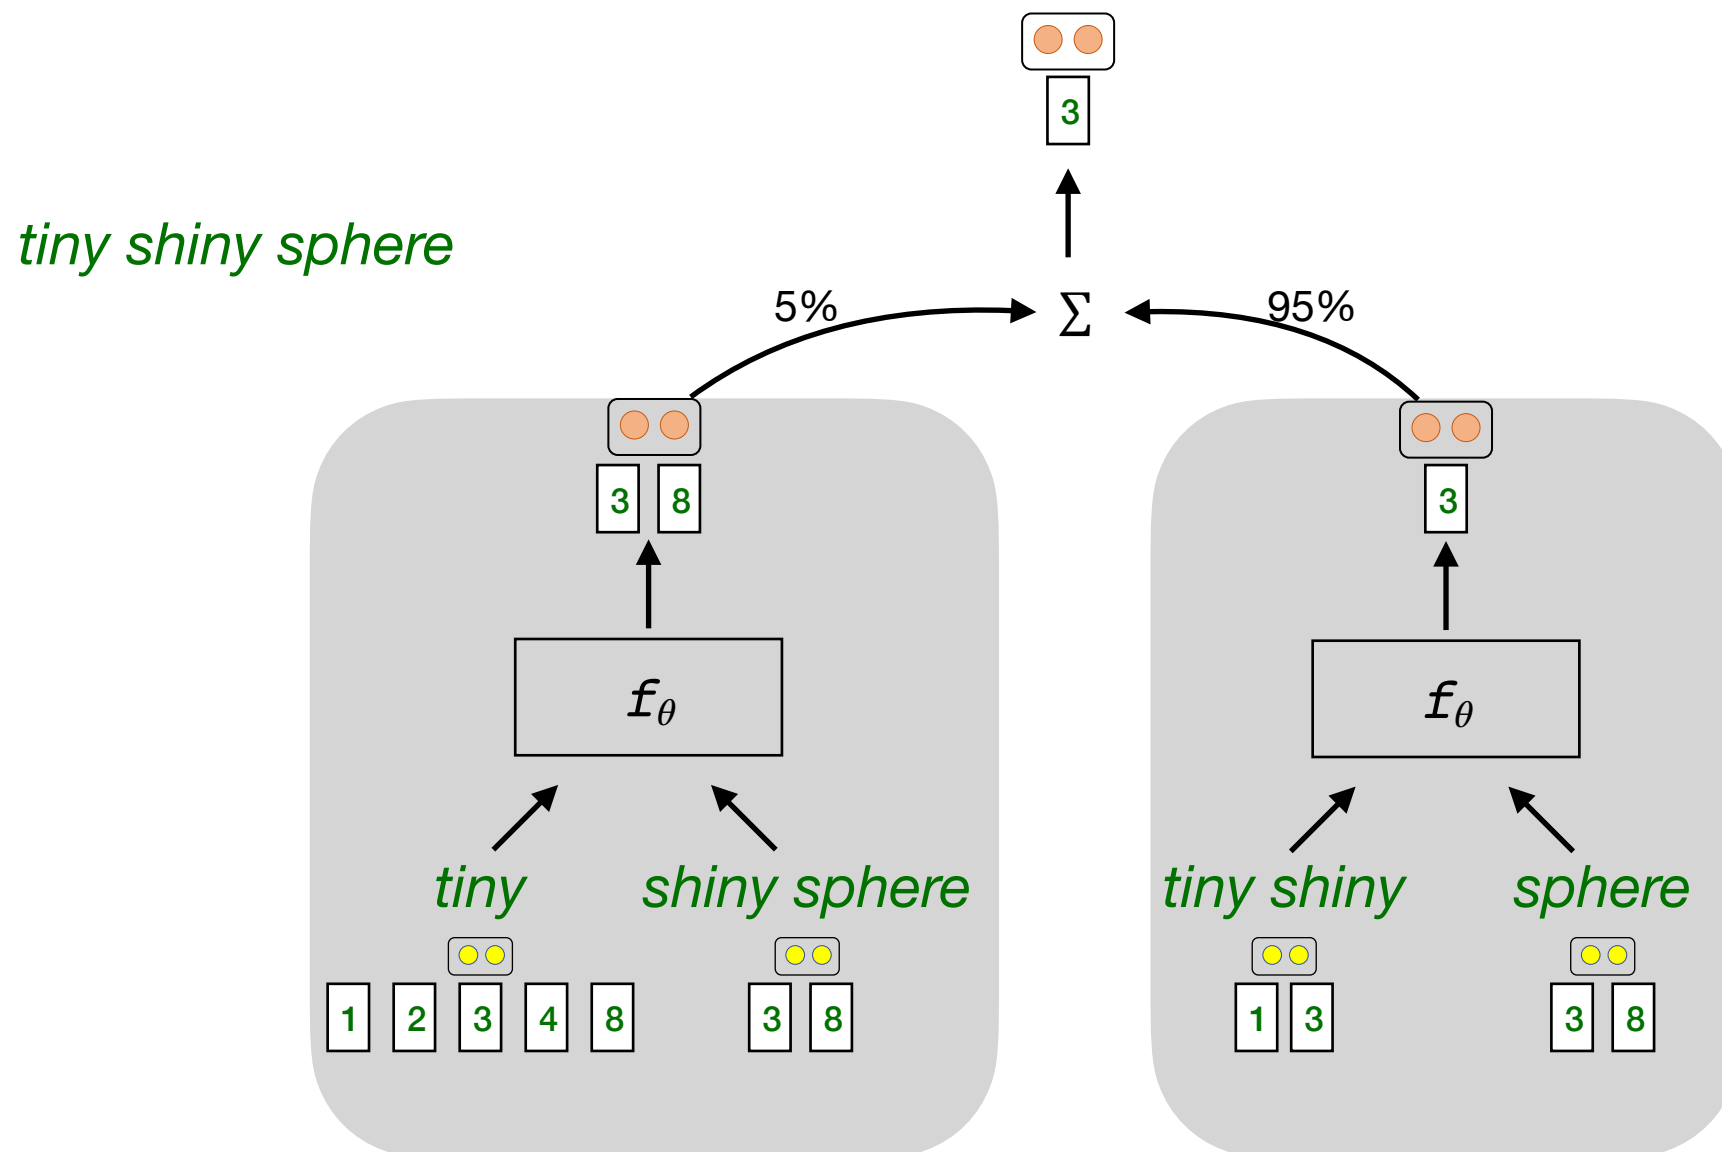 3
tiny shiny sphere
5%
Σ
95%
3 8
3
fθ
fθ
tiny
shiny sphere
tiny shiny
sphere
1 2 3 4 8
3 8
1 3
3 8